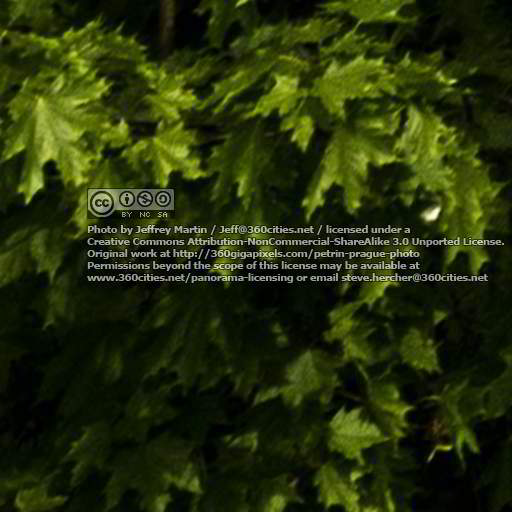 cc BY NC SA
Photo by Jeffrey Martin / Jeff@360cities.net / licensed under a
Creative Commons Attribution-NonCommercial-ShareAlike 3.0 Unported License.
Original work at http://360gigapixels.com/petrin-prague-photo
Permissions beyond the scope of this license may be available at
www.360cities.net/panorama-licensing or email steve.hercher@360cities.net